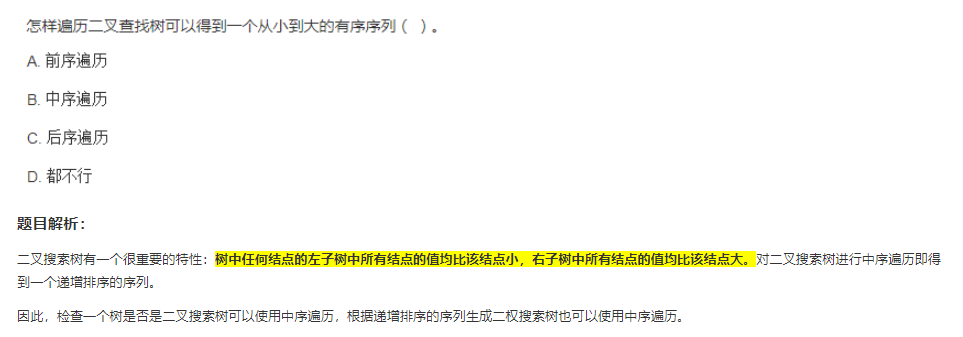 怎样遍历二叉查找树可以得到一个从小到大的有序序列（ ）。
A. 前序遍历
B. 中序遍历
C. 后序遍历
D. 都不行
题目解析：
二叉搜索树有一个很重要的特性：树中任何结点的左子树中所有结点的值均比该结点小，右子树中所有结点的值均比该结点大。对二叉搜索树进行中序遍历即得
到一个递增排序的序列。
因此，检查一个树是否是二叉搜索树可以使用中序遍历，根据递增排序的序列生成二权搜索树也可以使用中序遍历。